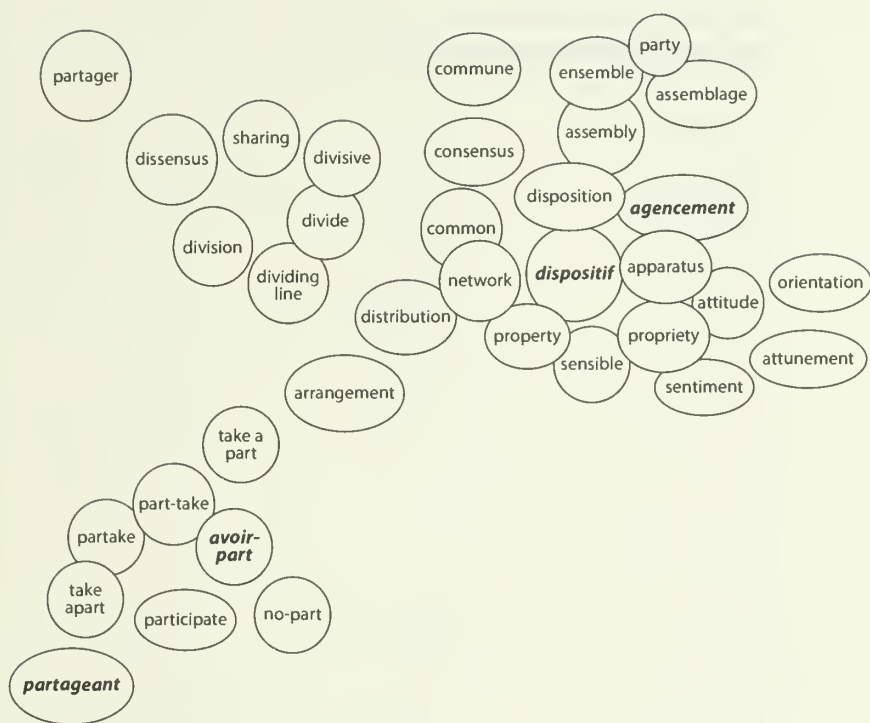 partager
commune
party
ensemble
assemblage
sharing
divisive
dissensus
consensus
assembly
divide
division
dividing
line
disposition
agencement
common
network
dispositif
apparatus
orientation
attitude
distribution
property
propriety
sensible
attunement
sentiment
arrangement
take a
part
part-take
partake
avoir-
part
take
apart
participate
no-part
partageant